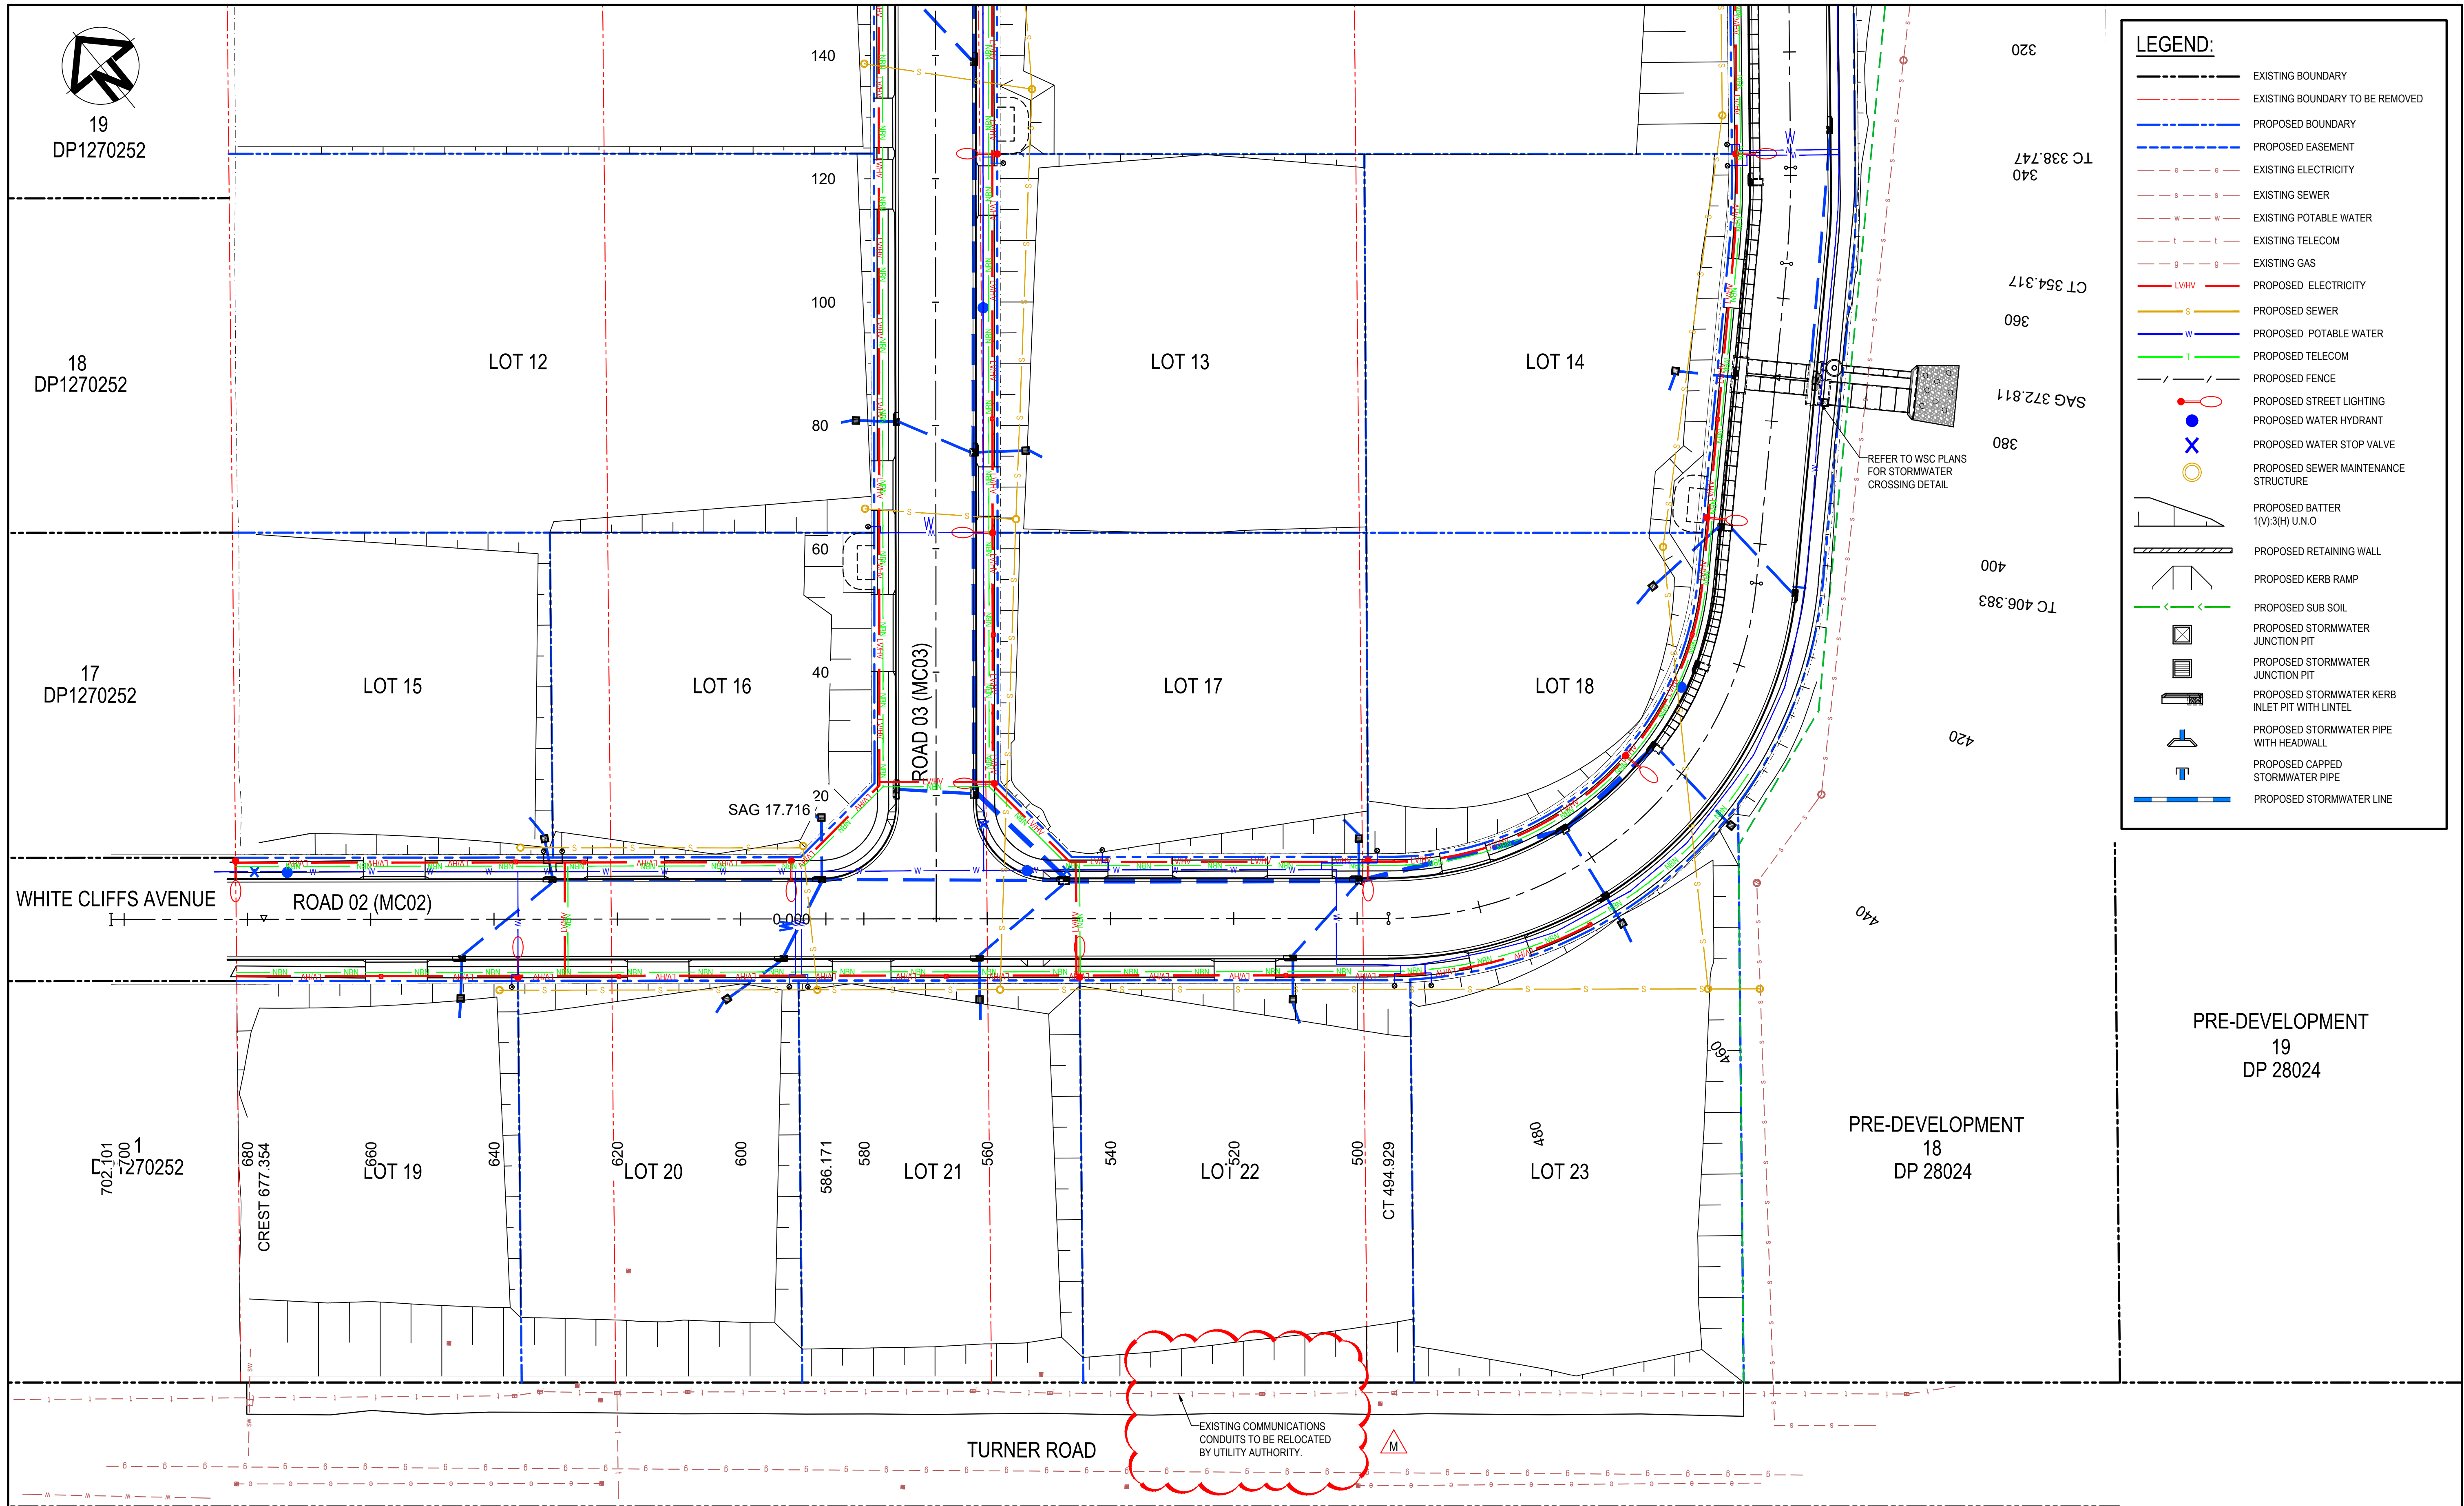 19
DP1270252
18
DP1270252
17
DP1270252
LOT 12
LOT 13
LOT 14
LOT 15
LOT 16
LOT 17
LOT 18
140
120
100
80
60
40
20
ROAD 03 (MC03)
SAG 17.716
320
TC 338.747
340
CT 354.317
360
SAG 372.811
380
REFER TO WSC PLANS
FOR STORMWATER
CROSSING DETAIL
400
TC 406.383
420
440
460
480
WHITE CLIFFS AVENUE
ROAD 02 (MC02)
0.000
1
702.101
700
680
CREST 677.354
660
640
620
600
586.171
580
560
540
520
500
CT 494.929
LOT 19
LOT 20
LOT 21
LOT 22
LOT 23
PRE-DEVELOPMENT
18
DP 28024
PRE-DEVELOPMENT
19
DP 28024
EXISTING COMMUNICATIONS
CONDUITS TO BE RELOCATED
BY UTILITY AUTHORITY.
M
TURNER ROAD
LEGEND:
EXISTING BOUNDARY
EXISTING BOUNDARY TO BE REMOVED
PROPOSED BOUNDARY
PROPOSED EASEMENT
e e EXISTING ELECTRICITY
s s EXISTING SEWER
w w EXISTING POTABLE WATER
t t EXISTING TELECOM
g g EXISTING GAS
LV/HV PROPOSED ELECTRICITY
S PROPOSED SEWER
W PROPOSED POTABLE WATER
T PROPOSED TELECOM
PROPOSED FENCE
PROPOSED STREET LIGHTING
PROPOSED WATER HYDRANT
PROPOSED WATER STOP VALVE
PROPOSED SEWER MAINTENANCE
STRUCTURE
PROPOSED BATTER
1(V):3(H) U.N.O
PROPOSED RETAINING WALL
PROPOSED KERB RAMP
PROPOSED SUB SOIL
PROPOSED STORMWATER
JUNCTION PIT
PROPOSED STORMWATER
JUNCTION PIT
PROPOSED STORMWATER KERB
INLET PIT WITH LINTEL
PROPOSED STORMWATER PIPE
WITH HEADWALL
PROPOSED CAPPED
STORMWATER PIPE
PROPOSED STORMWATER LINE